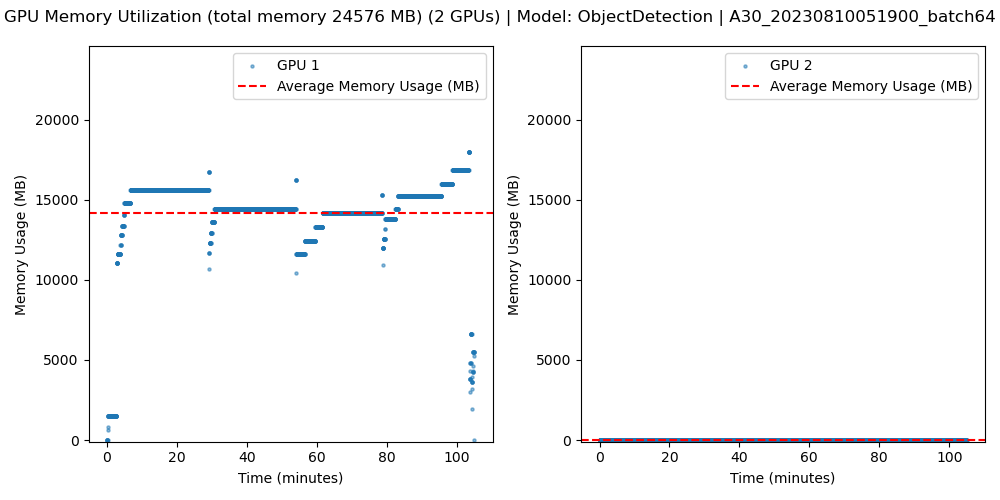 GPU Memory Utilization (total memory 24576 MB) (2 GPUs) | Model: ObjectDetection | A30_20230810051900_batch64
GPU 1
Average Memory Usage (MB)
20000
15000
10000
5000
0
Memory Usage (MB)
0 20 40 60 80 100
Time (minutes)
GPU 2
Average Memory Usage (MB)
20000
15000
10000
5000
0
Memory Usage (MB)
0 20 40 60 80 100
Time (minutes)